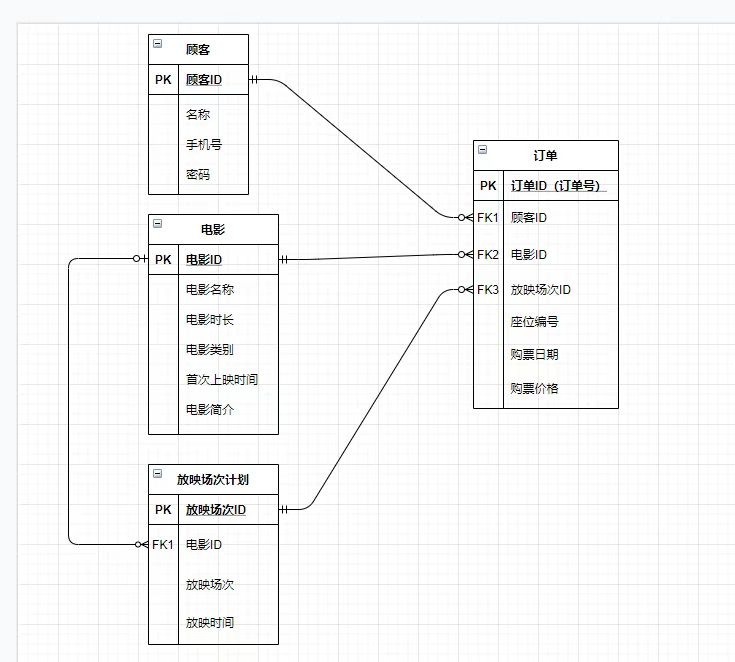 顾客
PK 顾客ID
名称
手机号
密码
电影
PK 电影ID
电影名称
电影时长
电影类别
首次上映时间
电影简介
放映场次计划
PK 放映场次ID
FK1 电影ID
放映场次
放映时间
订单
PK 订单ID（订单号）
FK1 顾客ID
FK2 电影ID
FK3 放映场次ID
座位编号
购票日期
购票价格